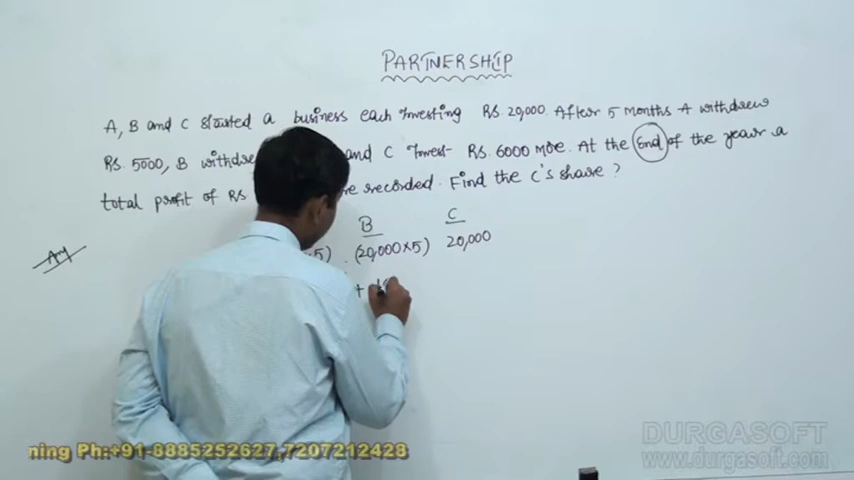 PARTNERSHIP
A, B and C started a business each investing RS 20,000. After 5 months A withdrew
RS. 5000, B withdre and C invest RS. 6000 more. At the End of the year a
total profit of RS re recorded. Find the C's share ?
B C
Ans ×5) (20,000×5) 20,000
+
DURGASOFT
www.durgasoft.com
ning Ph:+91-8885252627,7207212428